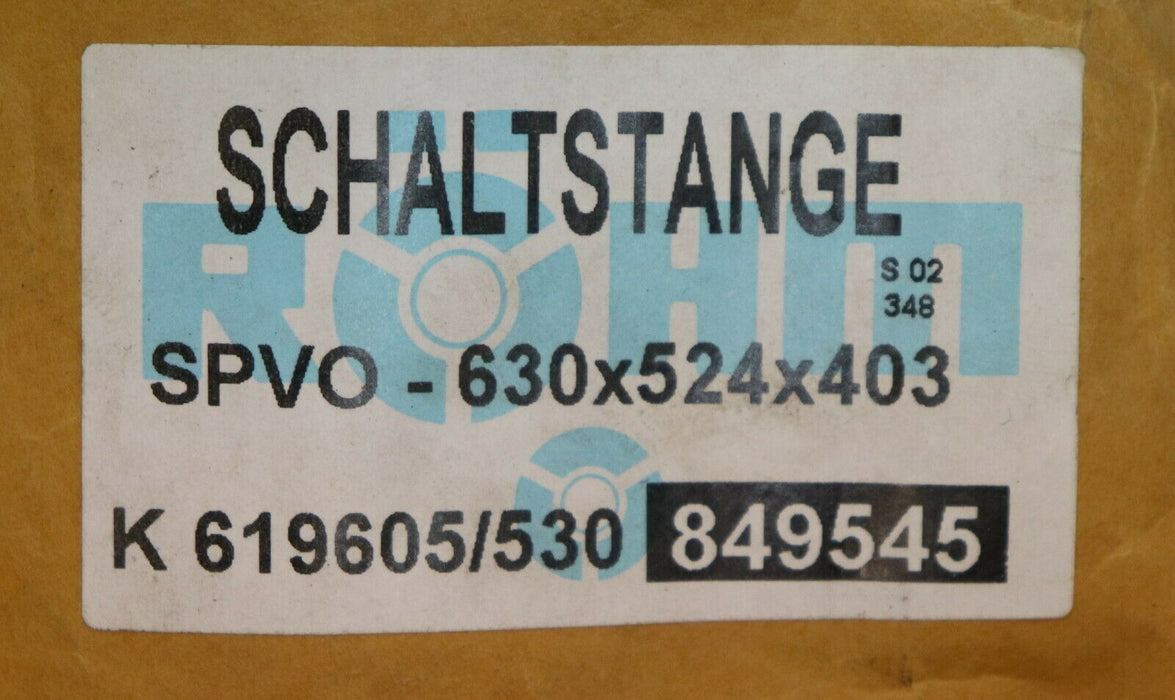 SCHALTSTANGE
RÖHM
S 02
348
SPVO - 630x524x403
K 619605/530 849545